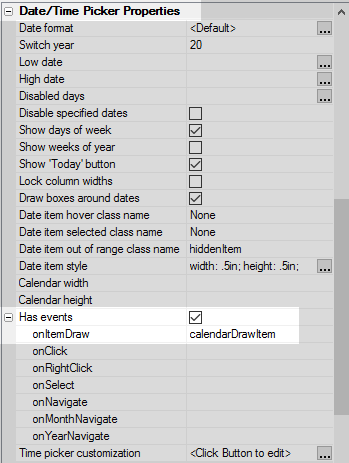 Date/Time Picker Properties
Date format <Default> ...
Switch year 20
Low date ...
High date ...
Disabled days ...
Disable specified dates
Show days of week
Show weeks of year
Show 'Today' button
Lock column widths
Draw boxes around dates
Date item hover class name None
Date item selected class name None
Date item out of range class name hiddenItem
Date item style width: .5in; height: .5in; ...
Calendar width
Calendar height
Has events
onItemDraw calendarDrawItem
onClick
onRightClick
onSelect
onNavigate
onMonthNavigate
onYearNavigate
Time picker customization <Click Button to edit> ...